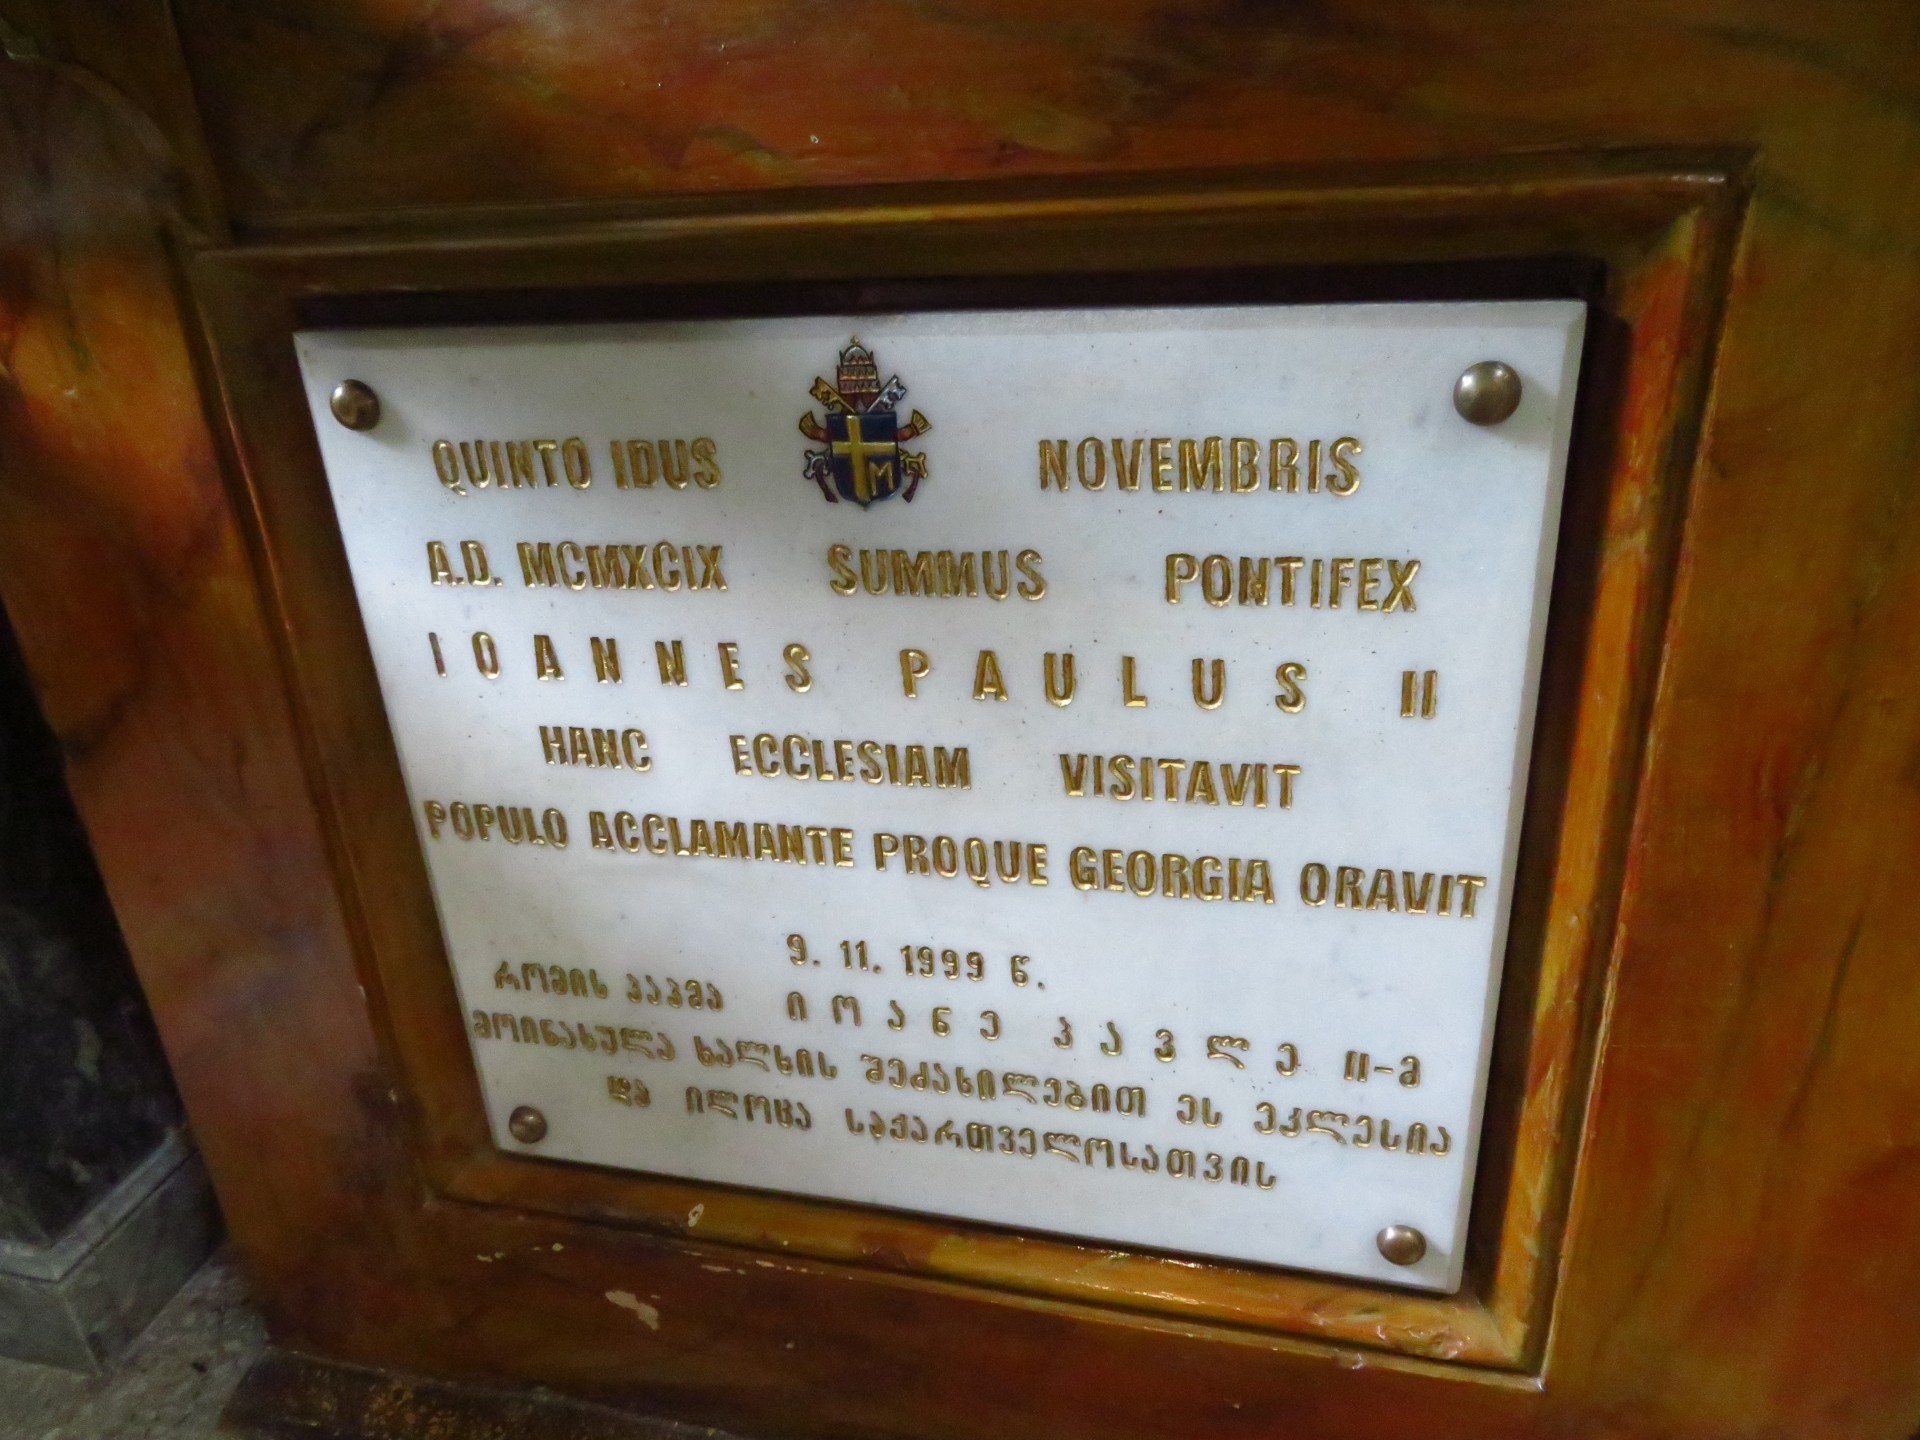 QUINTO IDUS NOVEMBRIS
A.D. MCMXCIX SUMMUS PONTIFEX
IOANNES PAULUS II
HANC ECCLESIAM VISITAVIT
POPULO ACCLAMANTE PROQUE GEORGIA ORAVIT
9. 11. 1999 წ.
რომის პაპმა იოანე პავლე II-მ
მოინახულა ხალხის შეძახილებით ეს ეკლესია
და ილოცა საქართველოსათვის